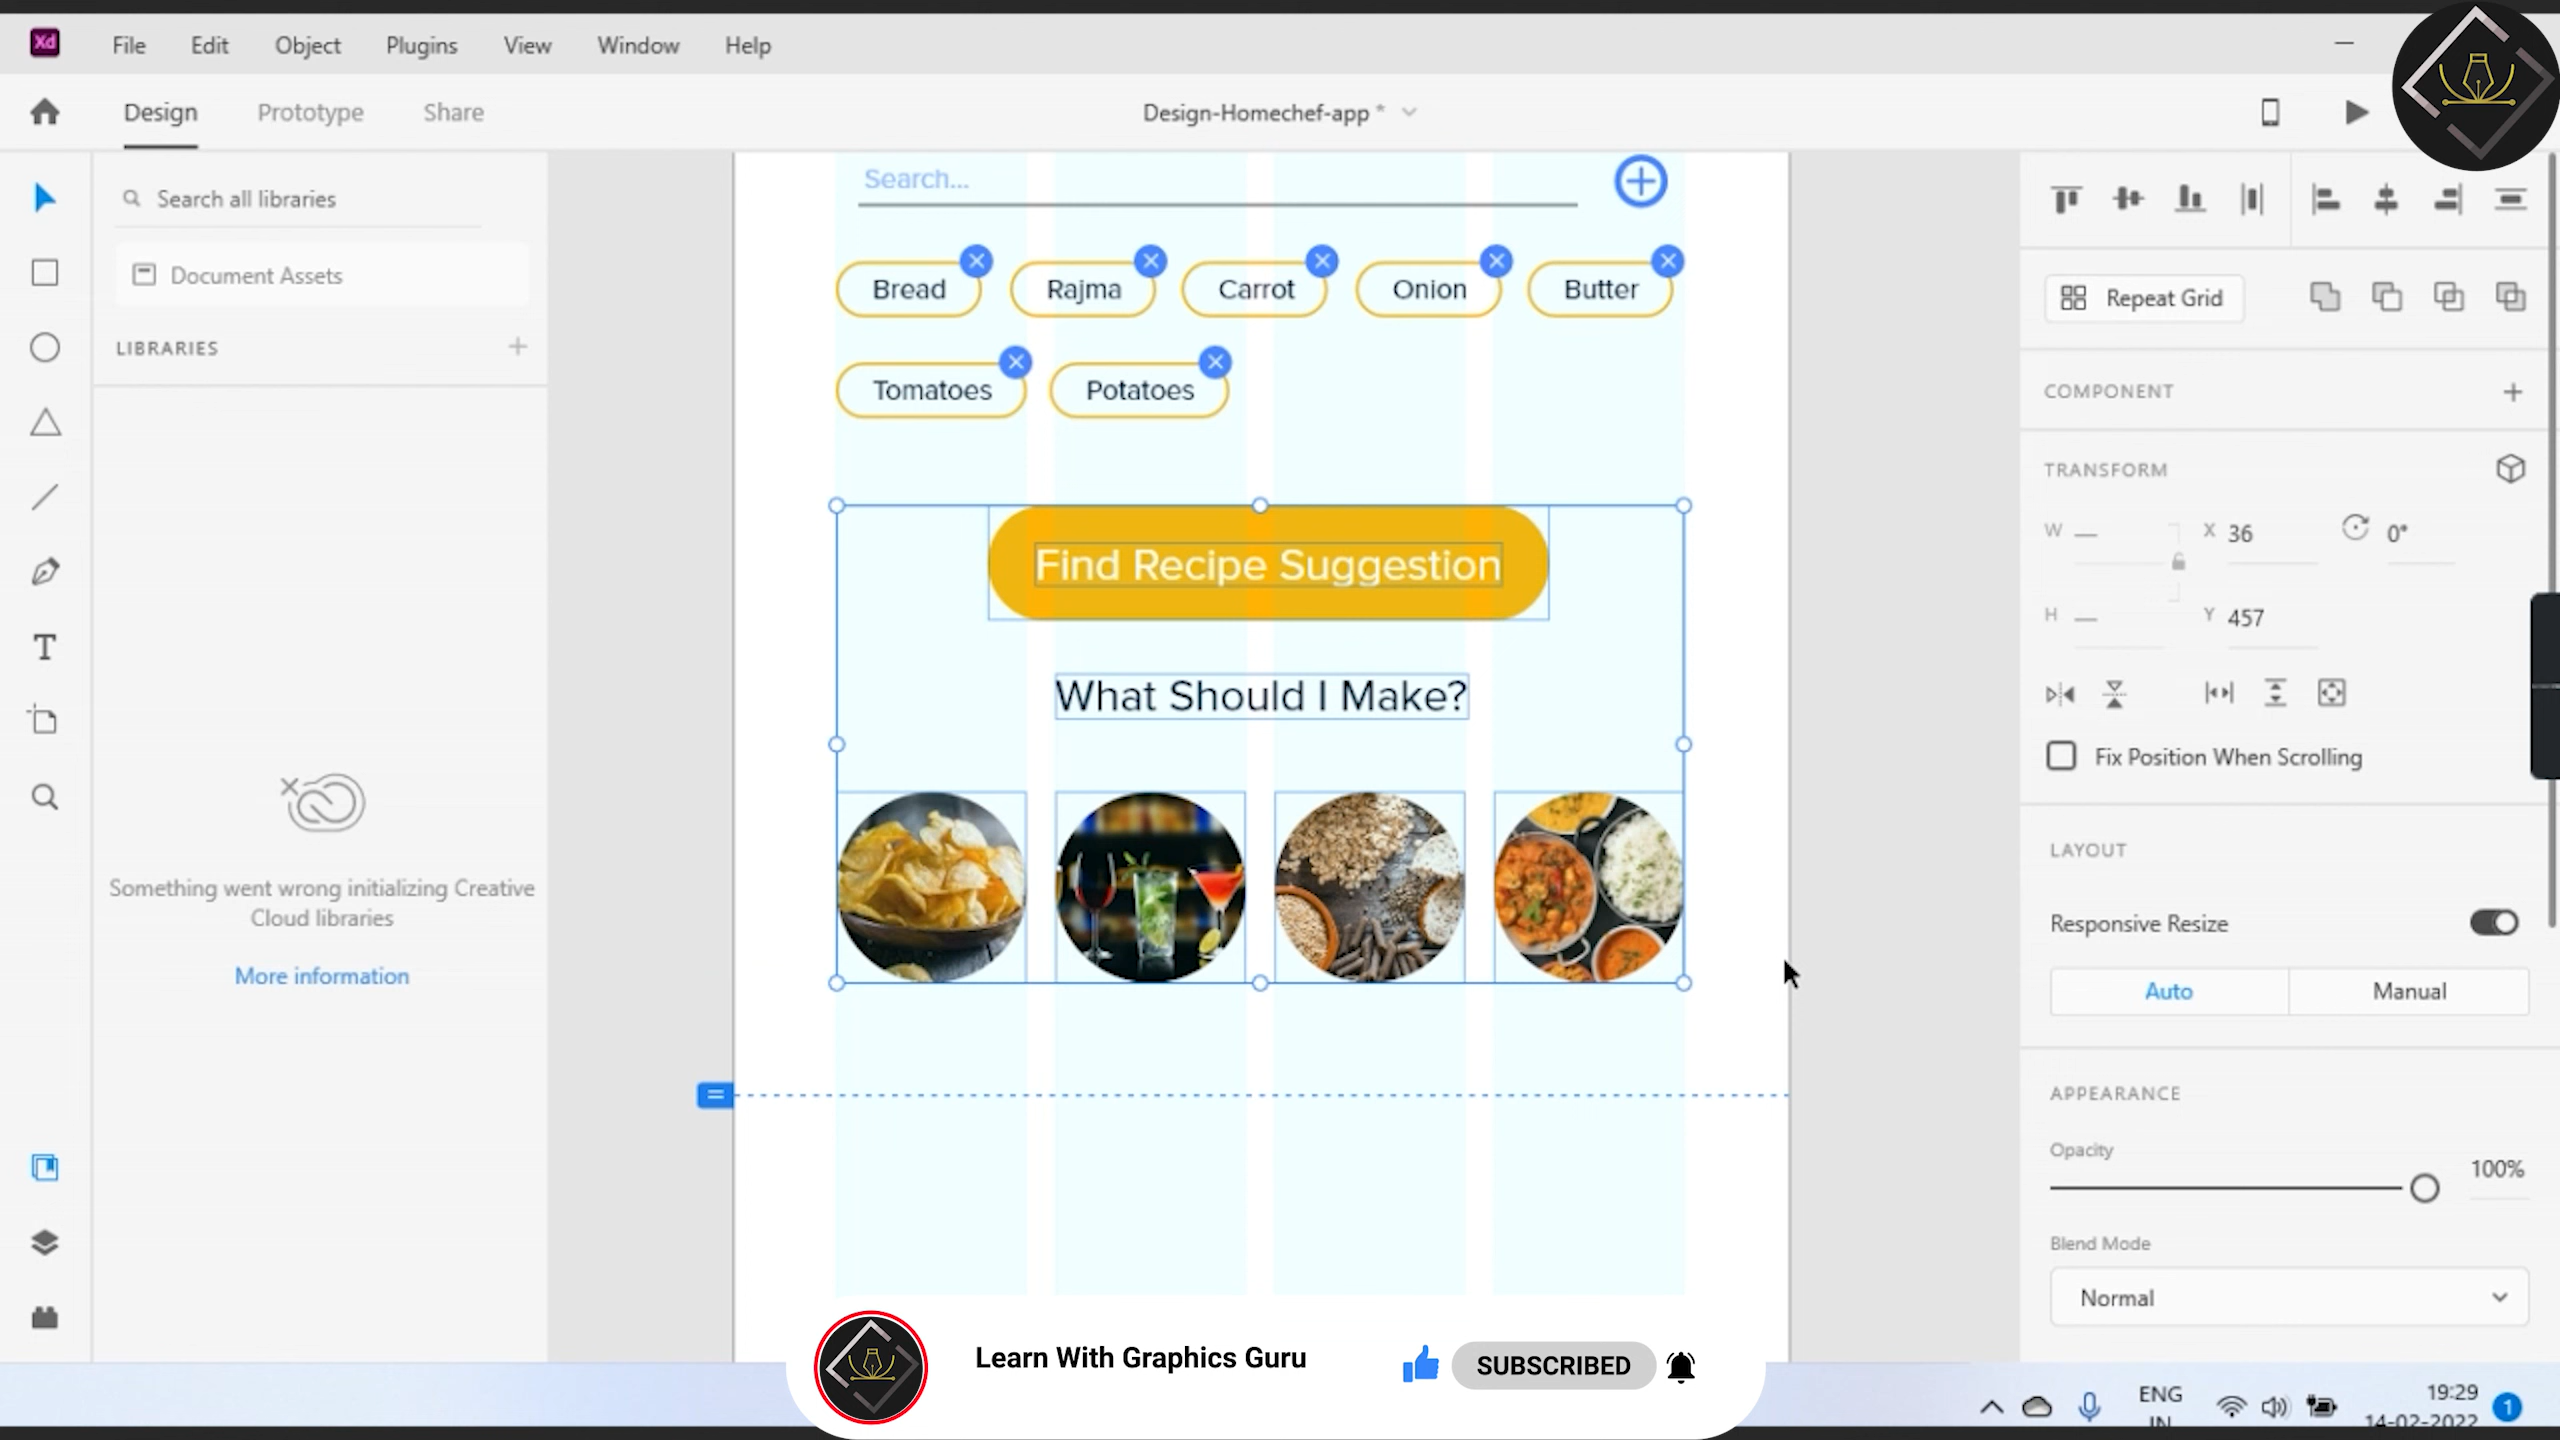 Xd File Edit Object Plugins View Window Help
Design Prototype Share Design-Homechef-app *
Search all libraries
Document Assets
LIBRARIES
Something went wrong initializing Creative
Cloud libraries
More information
Search...
Bread Rajma Carrot Onion Butter
Tomatoes Potatoes
Find Recipe Suggestion
What Should I Make?
Repeat Grid
COMPONENT
TRANSFORM
W — X 36 0°
H — Y 457
Fix Position When Scrolling
LAYOUT
Responsive Resize
Auto Manual
APPEARANCE
Opacity
100%
Blend Mode
Normal
Learn With Graphics Guru SUBSCRIBED
ENG
IN
19:29
14-02-2022
1